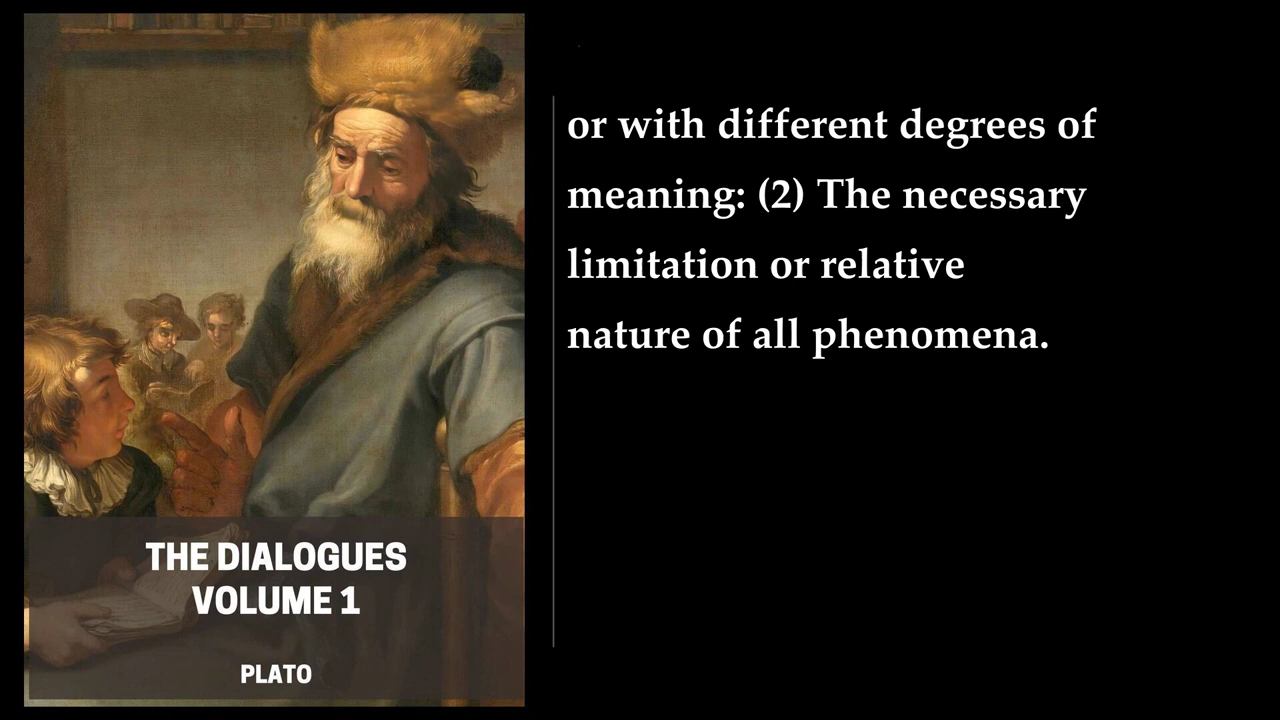 THE DIALOGUES
VOLUME 1
PLATO
or with different degrees of
meaning: (2) The necessary
limitation or relative
nature of all phenomena.